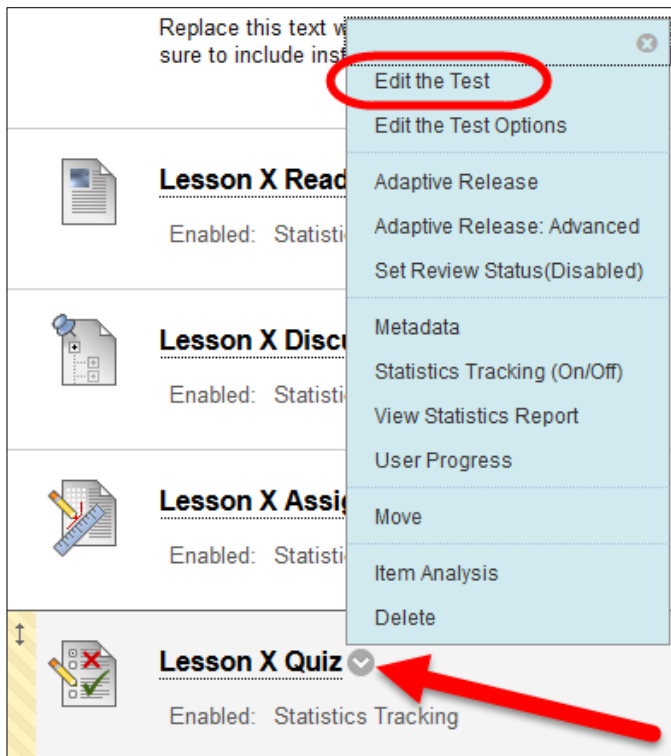 Replace this text w
sure to include inst
Edit the Test
Edit the Test Options
Lesson X Read
Enabled: Statisti
Adaptive Release
Adaptive Release: Advanced
Set Review Status(Disabled)
Lesson X Discu
Enabled: Statisti
Metadata
Statistics Tracking (On/Off)
View Statistics Report
User Progress
Lesson X Assig
Enabled: Statisti
Move
Item Analysis
Delete
Lesson X Quiz
Enabled: Statistics Tracking